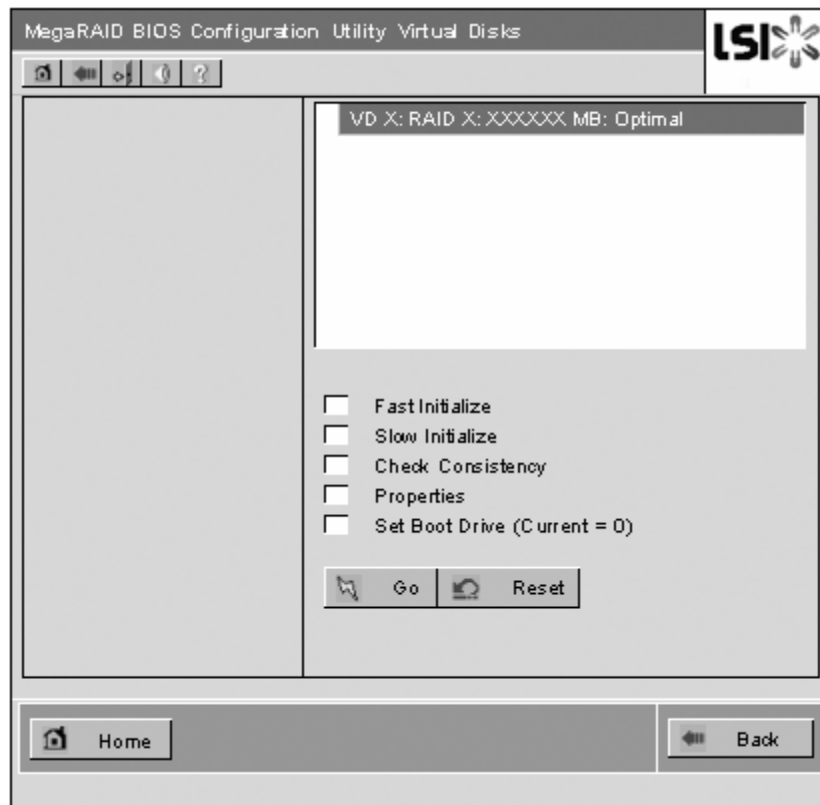 MegaRAID BIOS Configuration Utility Virtual Disks
LSI
?
VD X: RAID X: XXXXXX MB: Optimal
Fast Initialize
Slow Initialize
Check Consistency
Properties
Set Boot Drive (Current = 0)
Go Reset
Home Back